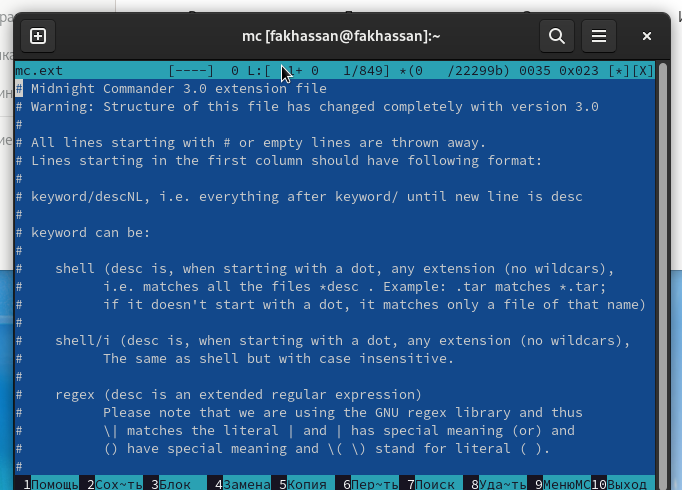 mc [fakhassan@fakhassan]:~
mc.ext [----] 0 L:[ 1+ 0 1/849] *(0 /22299b) 0035 0x023 [*][X]
# Midnight Commander 3.0 extension file
# Warning: Structure of this file has changed completely with version 3.0
#
# All lines starting with # or empty lines are thrown away.
# Lines starting in the first column should have following format:
#
# keyword/descNL, i.e. everything after keyword/ until new line is desc
#
# keyword can be:
#
# shell (desc is, when starting with a dot, any extension (no wildcars),
# i.e. matches all the files *desc . Example: .tar matches *.tar;
# if it doesn't start with a dot, it matches only a file of that name)
#
# shell/i (desc is, when starting with a dot, any extension (no wildcars),
# The same as shell but with case insensitive.
#
# regex (desc is an extended regular expression)
# Please note that we are using the GNU regex library and thus
# \| matches the literal | and | has special meaning (or) and
# () have special meaning and \( \) stand for literal ( ).
#
1Помощь 2Сох~ть 3Блок 4Замена 5Копия 6Пер~ть 7Поиск 8Уда~ть 9МенюMC 10Выход